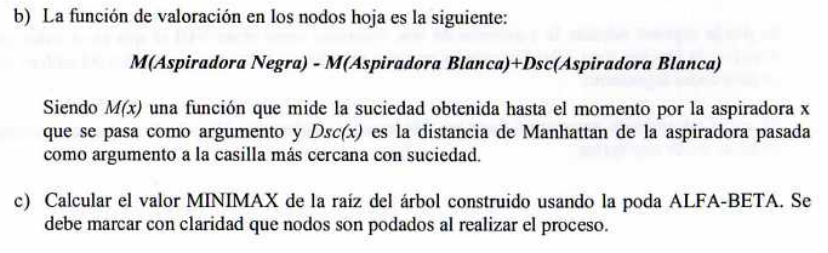 b) La función de valoración en los nodos hoja es la siguiente:
M(Aspiradora Negra) - M(Aspiradora Blanca)+Dsc(Aspiradora Blanca)
Siendo M(x) una función que mide la suciedad obtenida hasta el momento por la aspiradora x
que se pasa como argumento y Dsc(x) es la distancia de Manhattan de la aspiradora pasada
como argumento a la casilla más cercana con suciedad.
c) Calcular el valor MINIMAX de la raíz del árbol construido usando la poda ALFA-BETA. Se
debe marcar con claridad que nodos son podados al realizar el proceso.